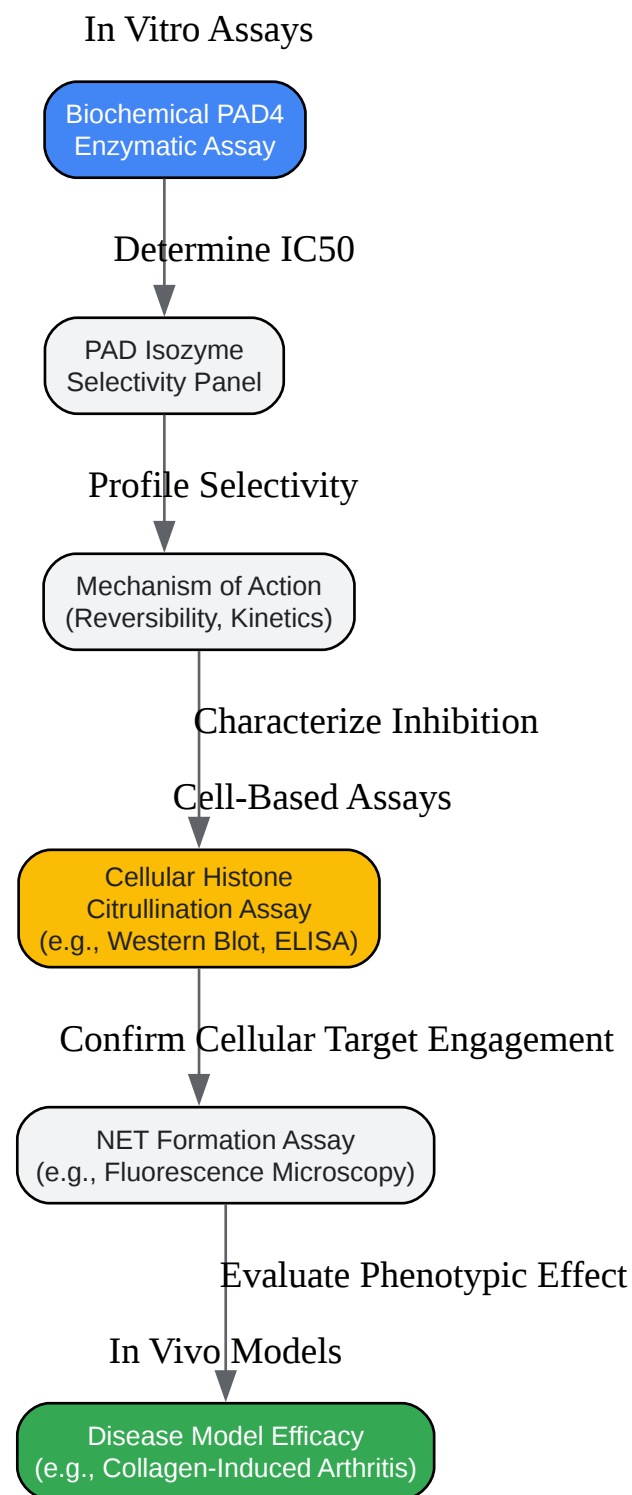 In Vitro Assays
Biochemical PAD4
Enzymatic Assay
Determine IC50
PAD Isozyme
Selectivity Panel
Profile Selectivity
Mechanism of Action
(Reversibility, Kinetics)
Characterize Inhibition
Cell-Based Assays
Cellular Histone
Citrullination Assay
(e.g., Western Blot, ELISA)
Confirm Cellular Target Engagement
NET Formation Assay
(e.g., Fluorescence Microscopy)
Evaluate Phenotypic Effect
In Vivo Models
Disease Model Efficacy
(e.g., Collagen-Induced Arthritis)